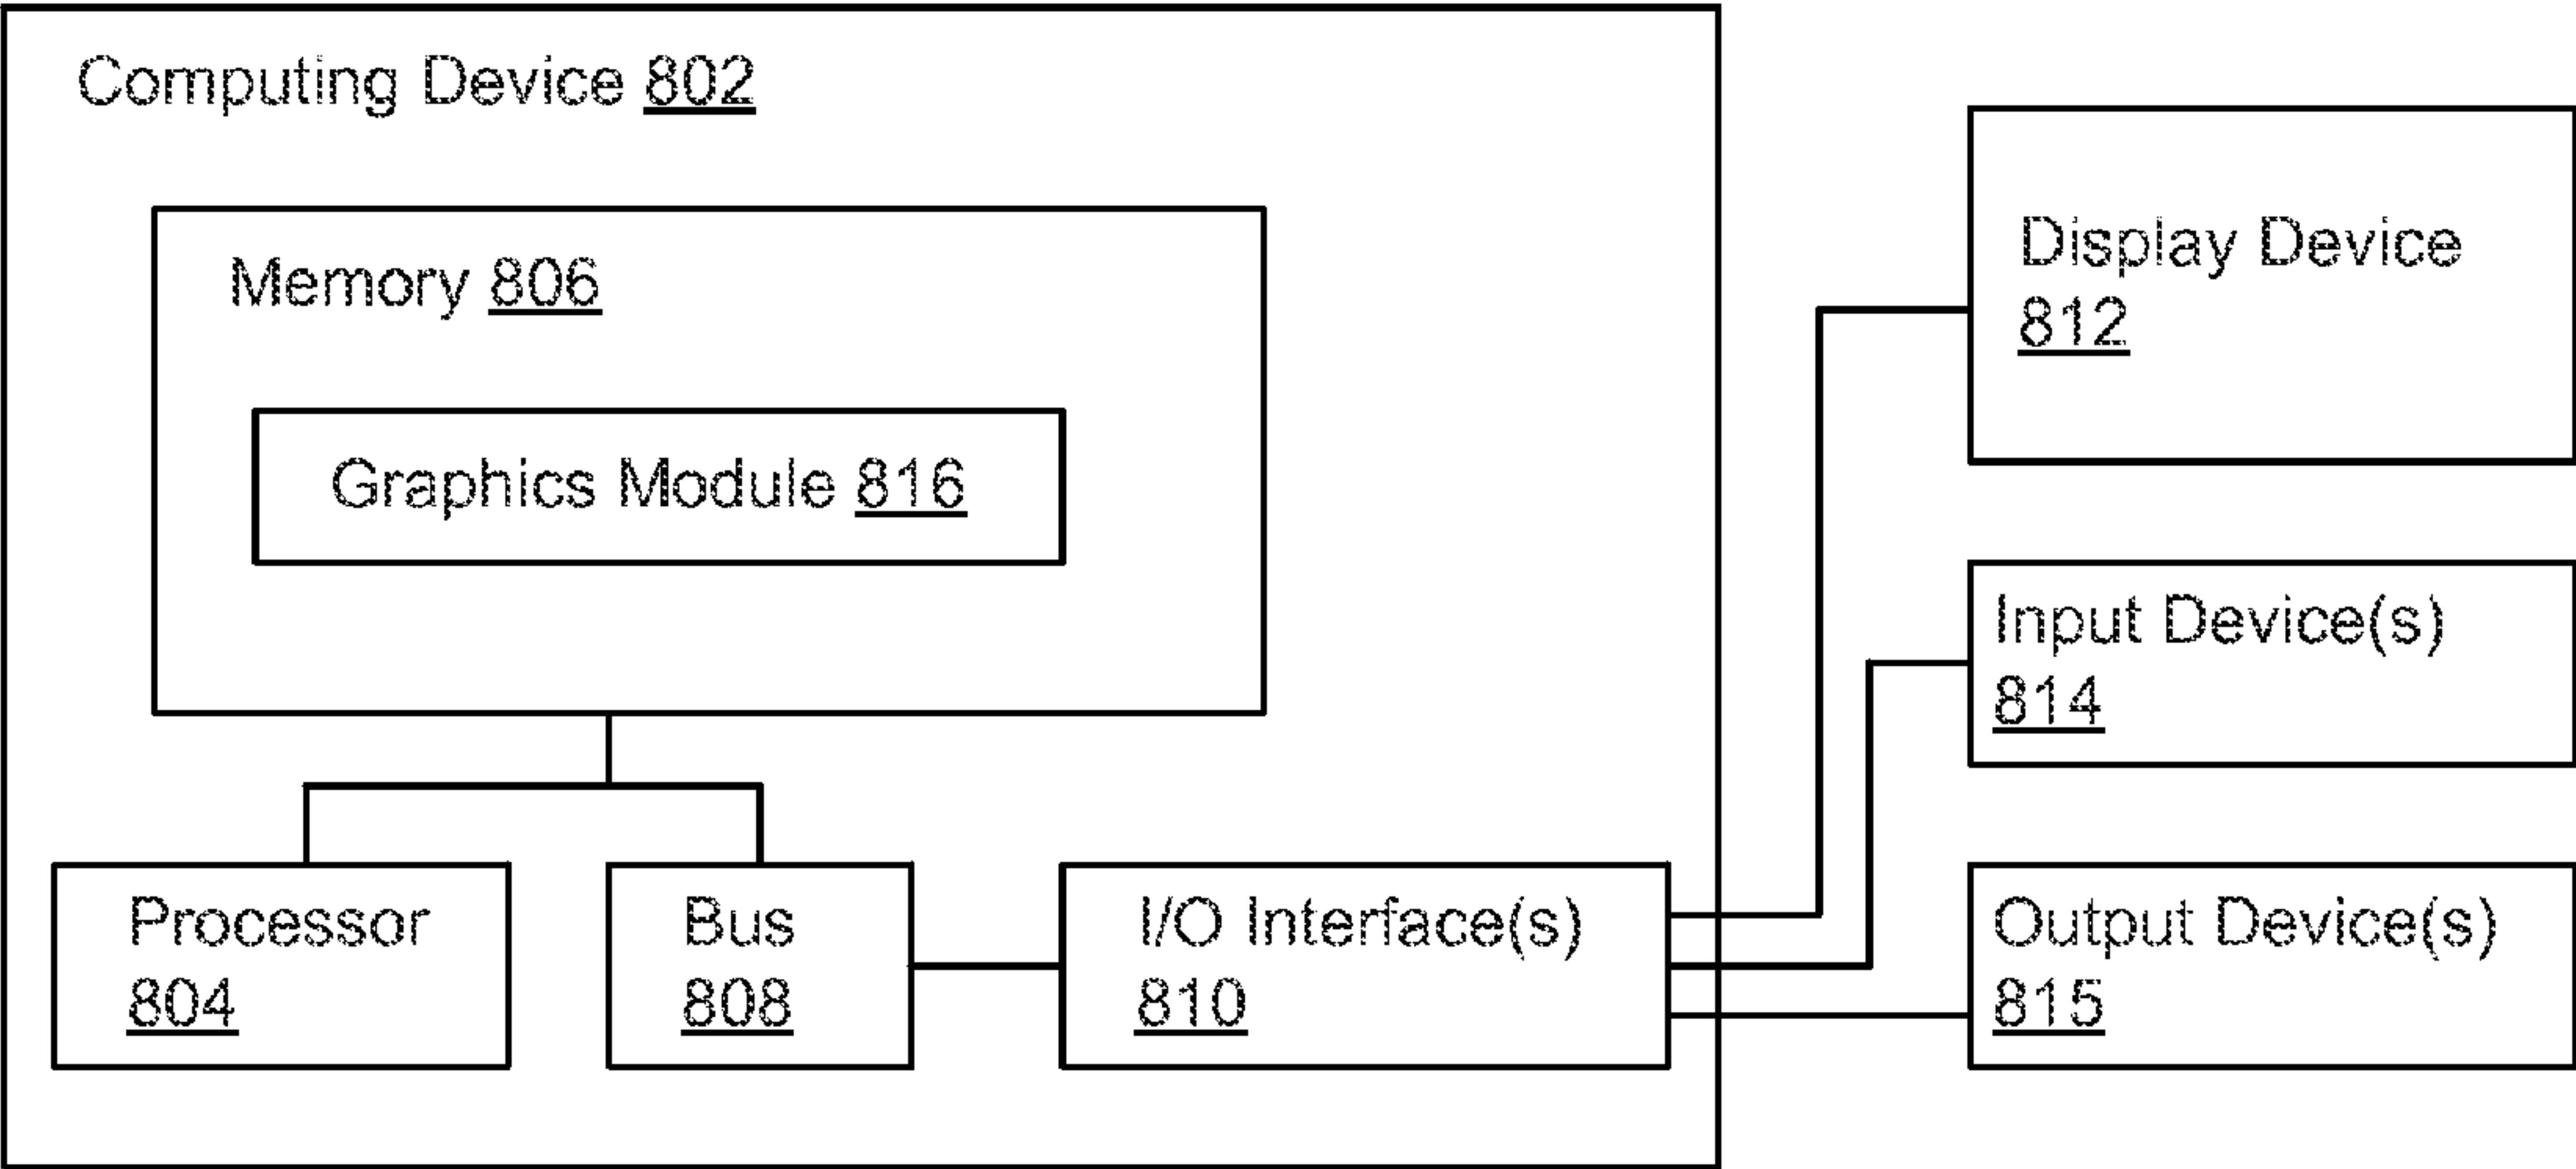 Computing Device 802
Memory 806
Graphics Module 816
Processor
804
Bus
808
I/O Interface(s)
810
Display Device
812
Input Device(s)
814
Output Device(s)
815